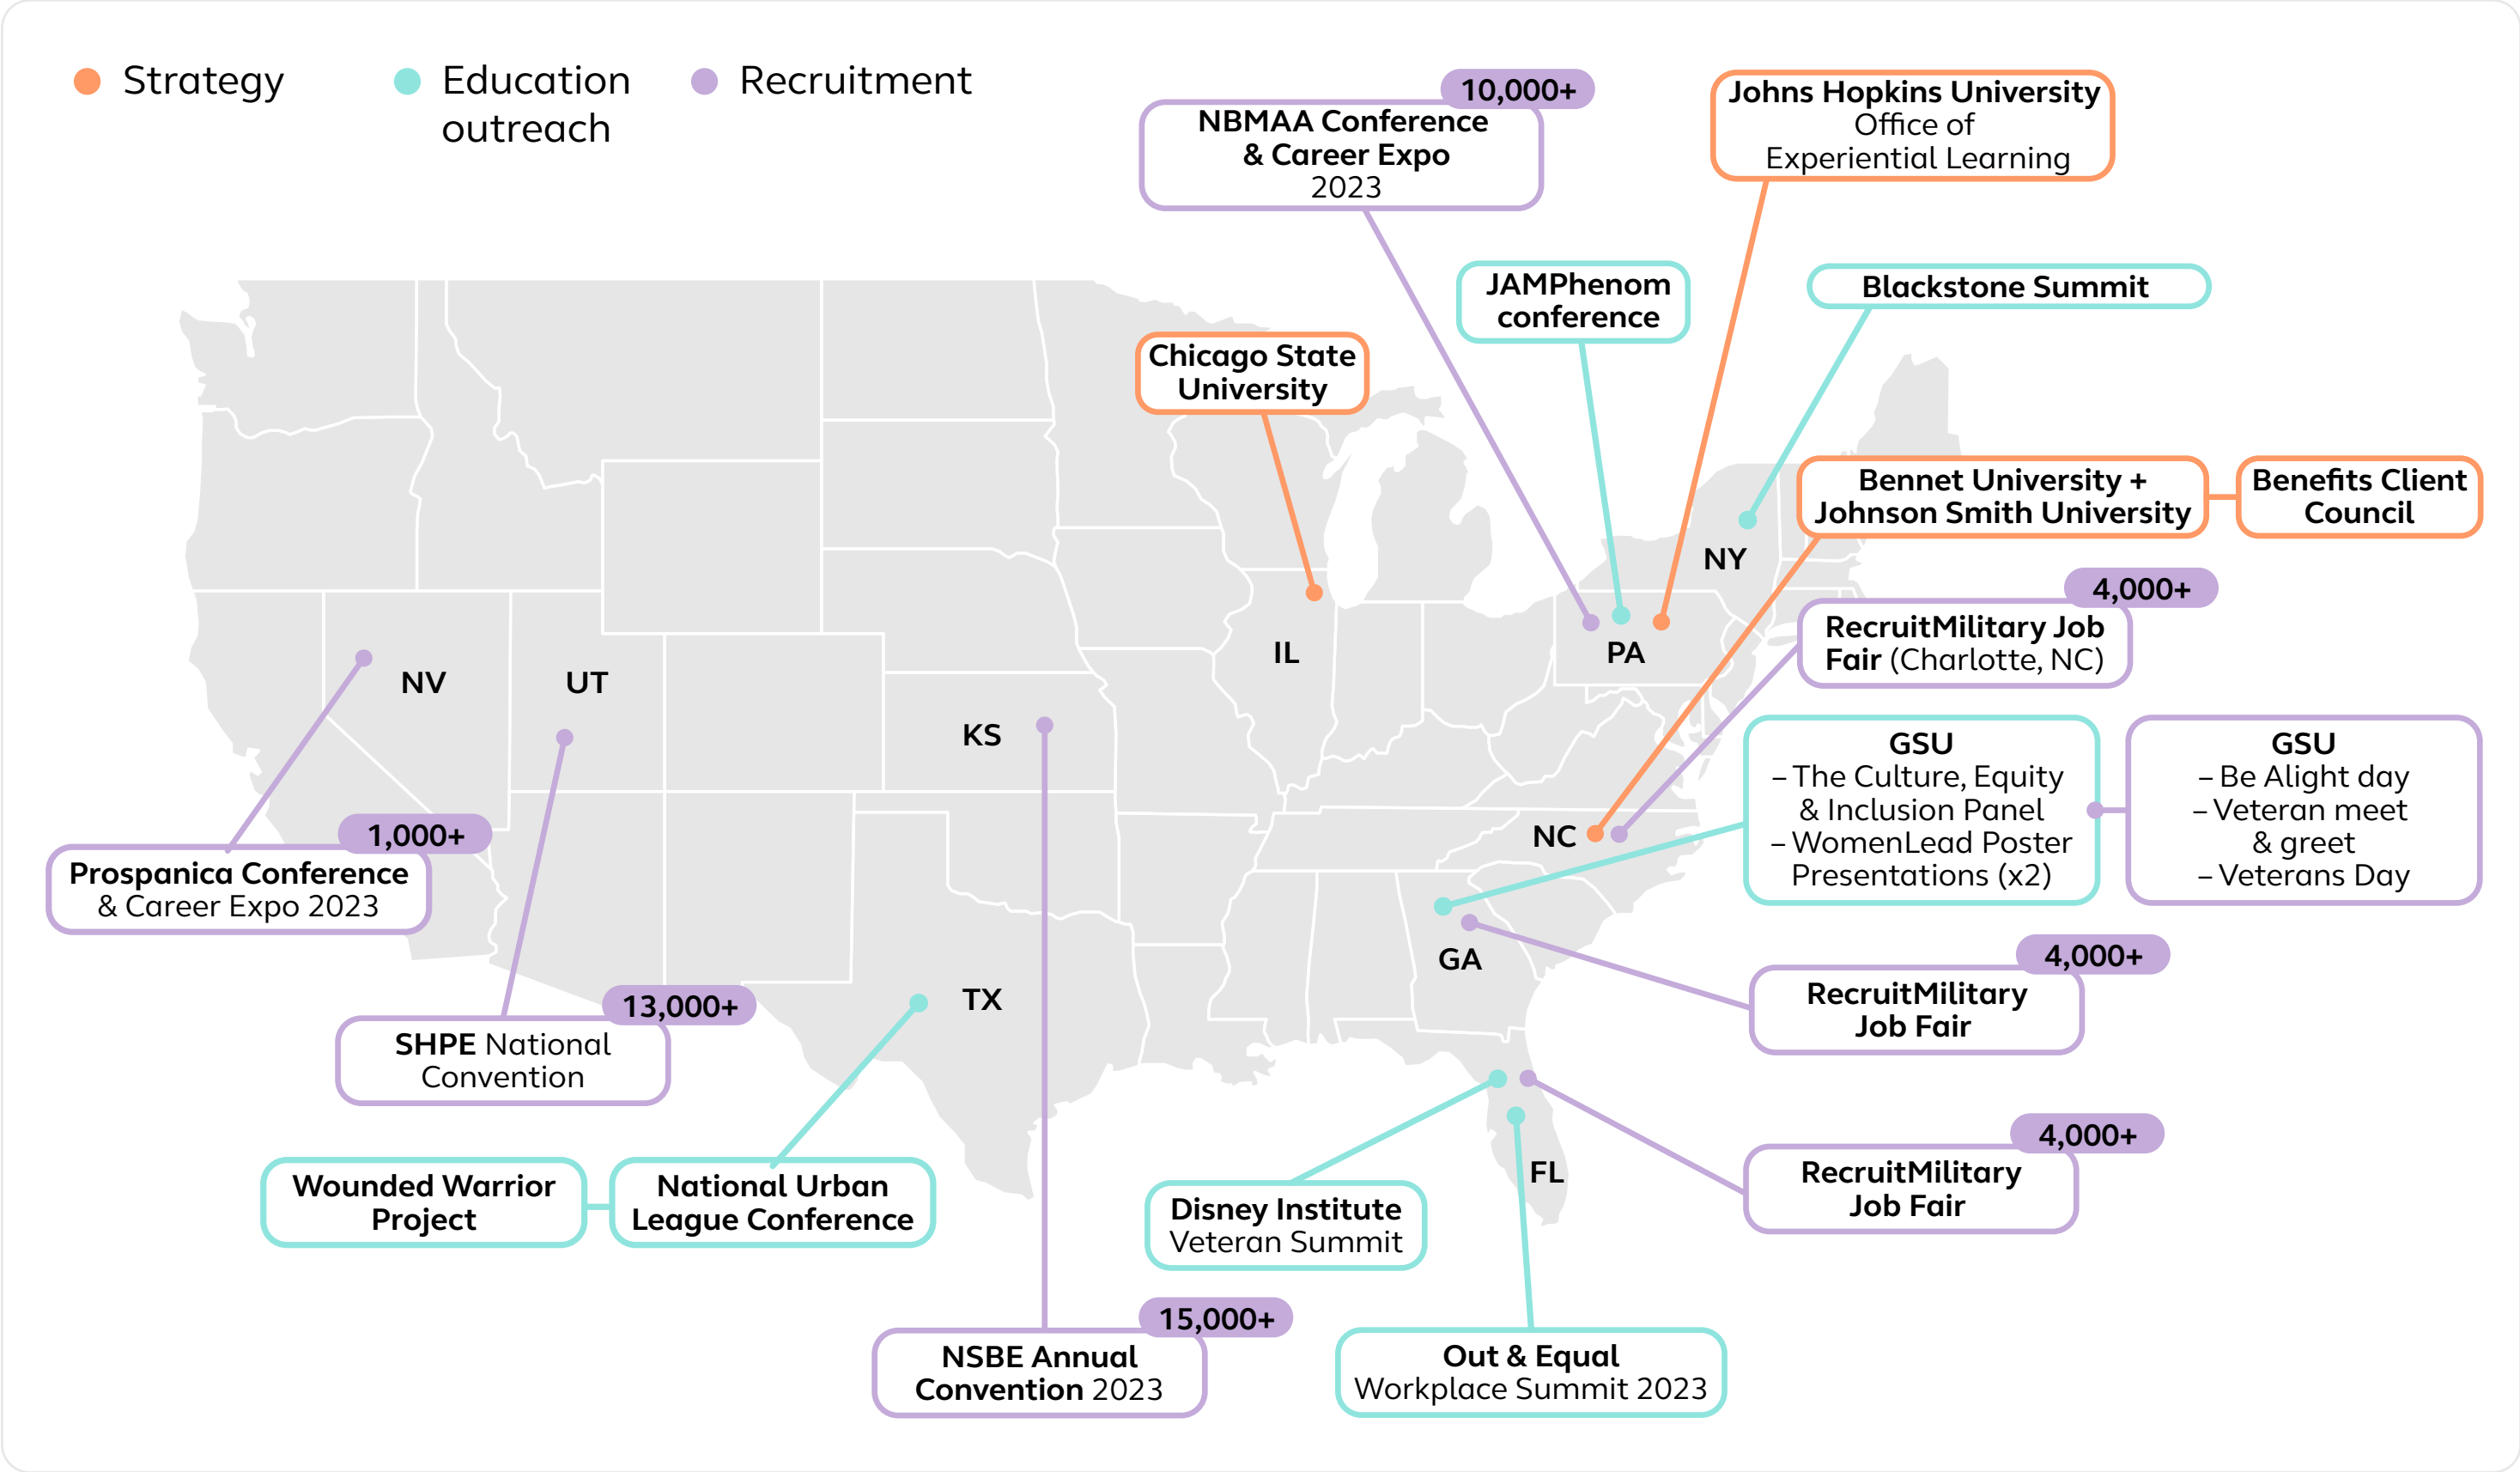 Strategy
Education
outreach
Recruitment
10,000+
NBMAA Conference
& Career Expo
2023
Johns Hopkins University
Office of
Experiential Learning
JAMPhenom
conference
Blackstone Summit
Chicago State
University
Bennet University +
Johnson Smith University
Benefits Client
Council
NY
4,000+
RecruitMilitary Job
Fair (Charlotte, NC)
IL
PA
NV
UT
KS
GSU
– The Culture, Equity
& Inclusion Panel
– WomenLead Poster
Presentations (x2)
GSU
– Be Alight day
– Veteran meet
& greet
– Veterans Day
NC
1,000+
Prospanica Conference
& Career Expo 2023
GA
4,000+
RecruitMilitary
Job Fair
TX
13,000+
SHPE National
Convention
4,000+
RecruitMilitary
Job Fair
FL
Wounded Warrior
Project
National Urban
League Conference
Disney Institute
Veteran Summit
15,000+
NSBE Annual
Convention 2023
Out & Equal
Workplace Summit 2023